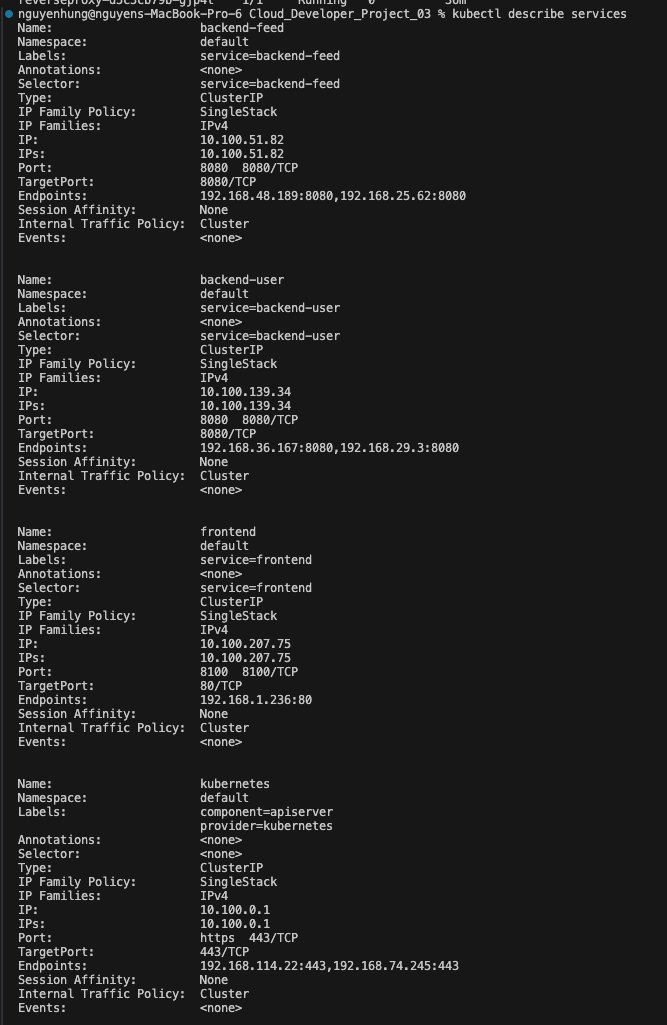 nguyenhung@nguyens-MacBook-Pro-6 Cloud_Developer_Project_03 % kubectl describe services
Name: backend-feed
Namespace: default
Labels: service=backend-feed
Annotations: <none>
Selector: service=backend-feed
Type: ClusterIP
IP Family Policy: SingleStack
IP Families: IPv4
IP: 10.100.51.82
IPs: 10.100.51.82
Port: 8080 8080/TCP
TargetPort: 8080/TCP
Endpoints: 192.168.48.189:8080,192.168.25.62:8080
Session Affinity: None
Internal Traffic Policy: Cluster
Events: <none>
Name: backend-user
Namespace: default
Labels: service=backend-user
Annotations: <none>
Selector: service=backend-user
Type: ClusterIP
IP Family Policy: SingleStack
IP Families: IPv4
IP: 10.100.139.34
IPs: 10.100.139.34
Port: 8080 8080/TCP
TargetPort: 8080/TCP
Endpoints: 192.168.36.167:8080,192.168.29.3:8080
Session Affinity: None
Internal Traffic Policy: Cluster
Events: <none>
Name: frontend
Namespace: default
Labels: service=frontend
Annotations: <none>
Selector: service=frontend
Type: ClusterIP
IP Family Policy: SingleStack
IP Families: IPv4
IP: 10.100.207.75
IPs: 10.100.207.75
Port: 8100 8100/TCP
TargetPort: 80/TCP
Endpoints: 192.168.1.236:80
Session Affinity: None
Internal Traffic Policy: Cluster
Events: <none>
Name: kubernetes
Namespace: default
Labels: component=apiserver
provider=kubernetes
Annotations: <none>
Selector: <none>
Type: ClusterIP
IP Family Policy: SingleStack
IP Families: IPv4
IP: 10.100.0.1
IPs: 10.100.0.1
Port: https 443/TCP
TargetPort: 443/TCP
Endpoints: 192.168.114.22:443,192.168.74.245:443
Session Affinity: None
Internal Traffic Policy: Cluster
Events: <none>